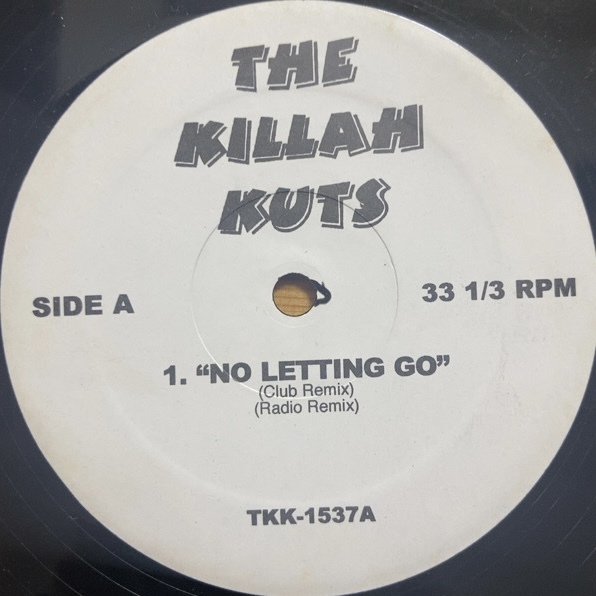 THE
KILLAH
KUTS
SIDE A
33 1/3 RPM
1. “NO LETTING GO”
(Club Remix)
(Radio Remix)
TKK-1537A